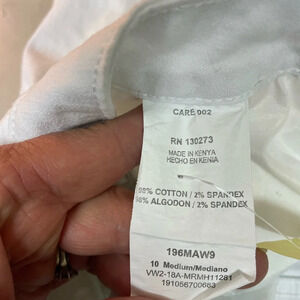 CARE 002
RN 130273
MADE IN KENYA
HECHO EN KENIA
98% COTTON / 2% SPANDEX
98% ALGODON / 2% SPANDEX
196MAW9
10 Medium/Mediano
VW2-18A-MRMH11281
191056700663